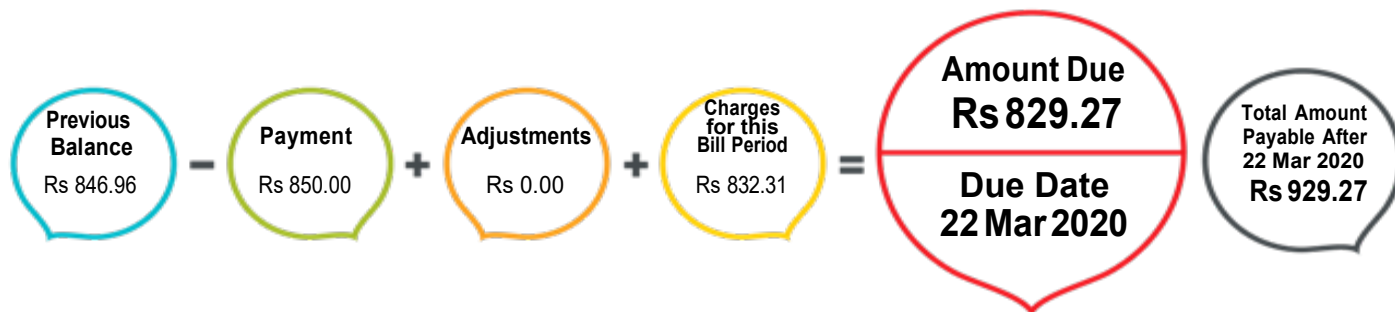 Previous
Balance
Rs 846.96
−
Payment
Rs 850.00
+
Adjustments
Rs 0.00
+
Charges
for this
Bill Period
Rs 832.31
=
Amount Due
Rs 829.27
Due Date
22 Mar 2020
Total Amount
Payable After
22 Mar 2020
Rs 929.27